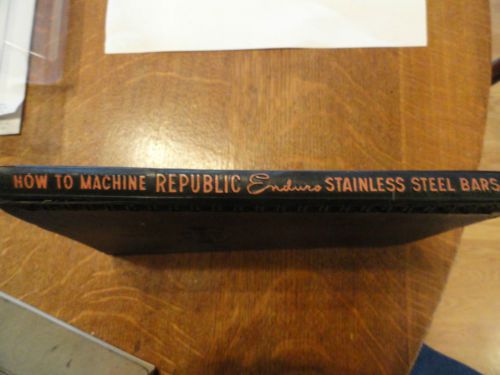 HOW TO MACHINE REPUBLIC Enduro STAINLESS STEEL BARS